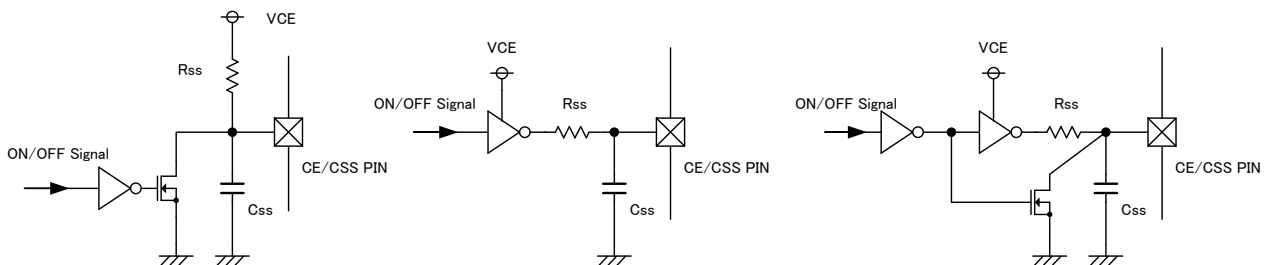 VCE
Rss
ON/OFF Signal
CE/CSS PIN
Css
VCE
ON/OFF Signal
Rss
CE/CSS PIN
Css
VCE
ON/OFF Signal
Rss
CE/CSS PIN
Css